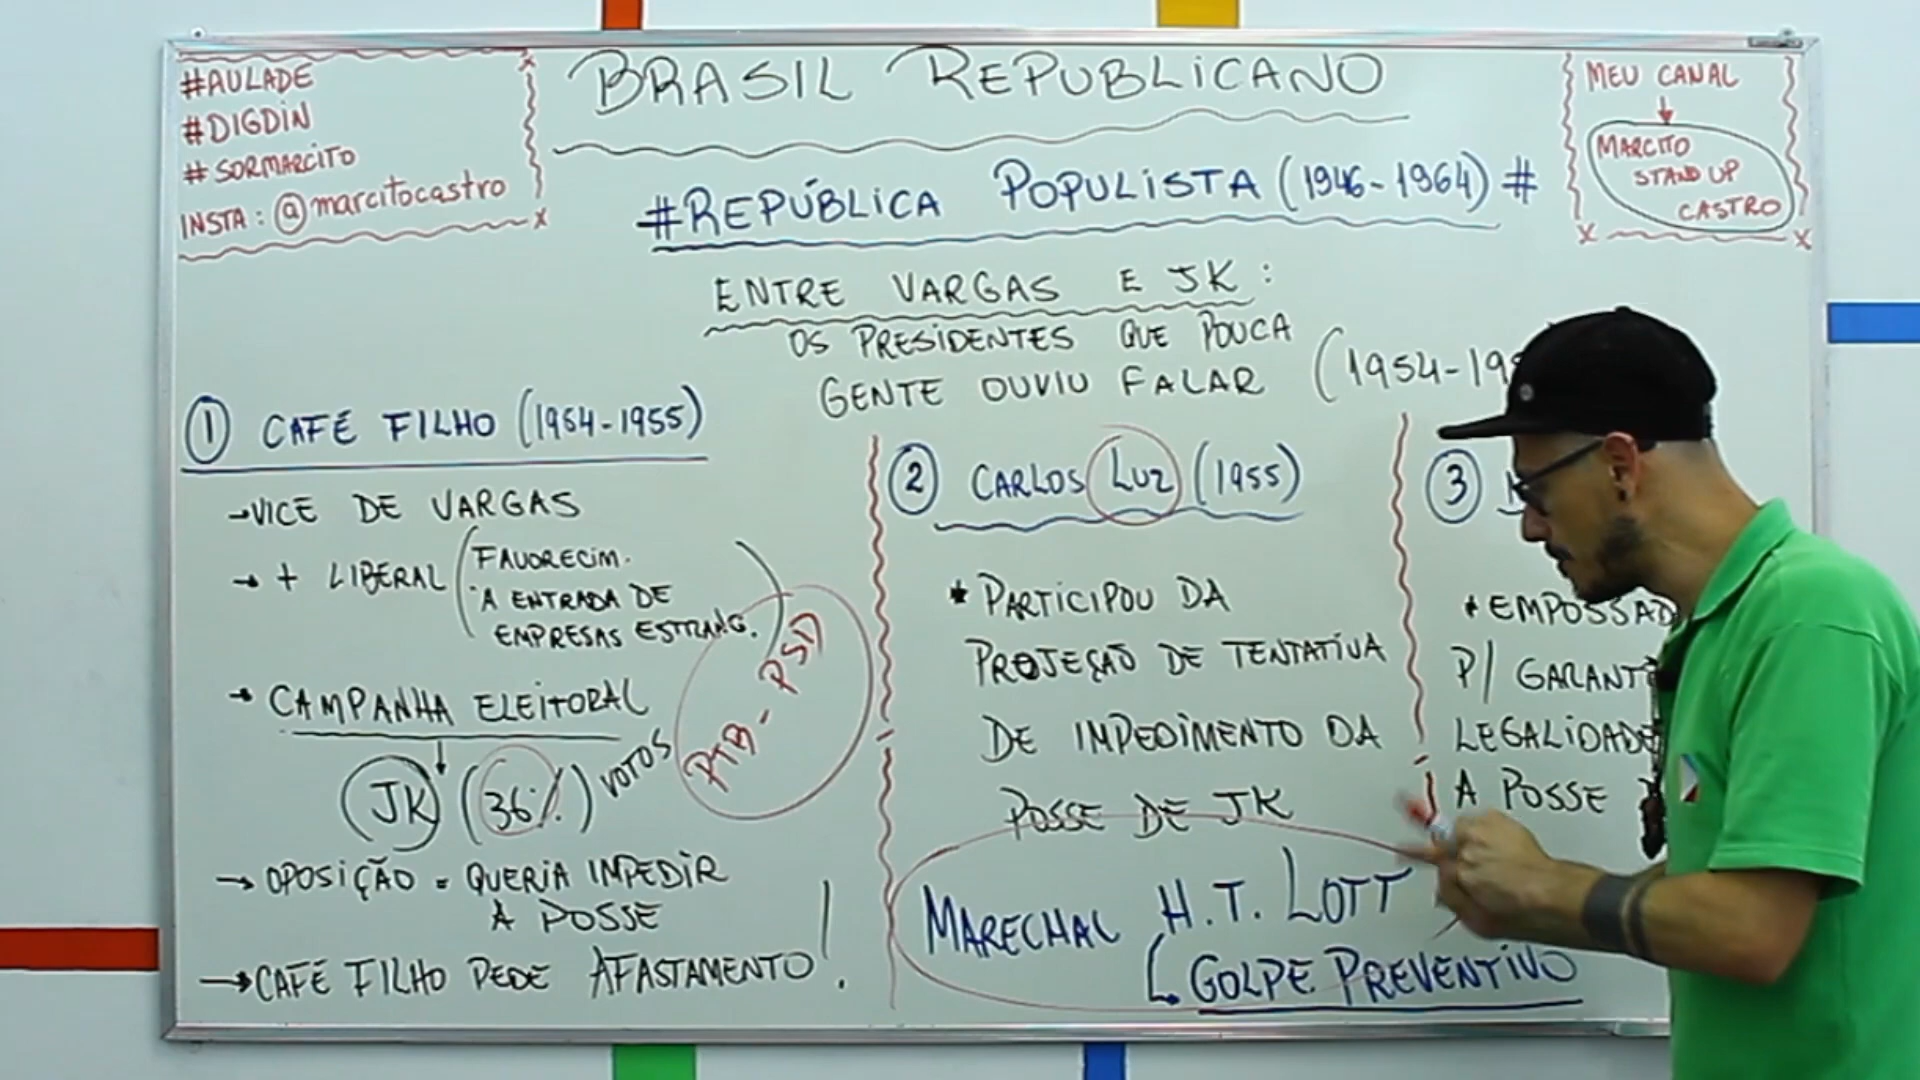 #AULADE
#DIGDIN
#SORMARCITO
INSTA: @marcitocastro
BRASIL REPUBLICANO
#REPÚBLICA POPULISTA (1946-1964)#
MEU CANAL
MARCITO
STAND UP
CASTRO
ENTRE VARGAS E JK:
OS PRESIDENTES QUE POUCA
GENTE OUVIU FALAR (1954-19
① CAFÉ FILHO (1954-1955)
→VICE DE VARGAS
→ + LIBERAL (FAVORECIM.
À ENTRADA DE
EMPRESAS ESTRANG.)
→ CAMPANHA ELEITORAL
↓
JK (36%) VOTOS
PTB - PSD
→ OPOSIÇÃO = QUERIA IMPEDIR
A POSSE
→CAFÉ FILHO PEDE AFASTAMENTO!
② CARLOS LUZ (1955)
* PARTICIPOU DA
PROJEÇÃO DE TENTATIVA
DE IMPEDIMENTO DA
POSSE DE JK
MARECHAL H.T. LOTT
↳ GOLPE PREVENTIVO
③
* EMPOSSAD
P/ GARANTI
LEGALIDADE
A POSSE